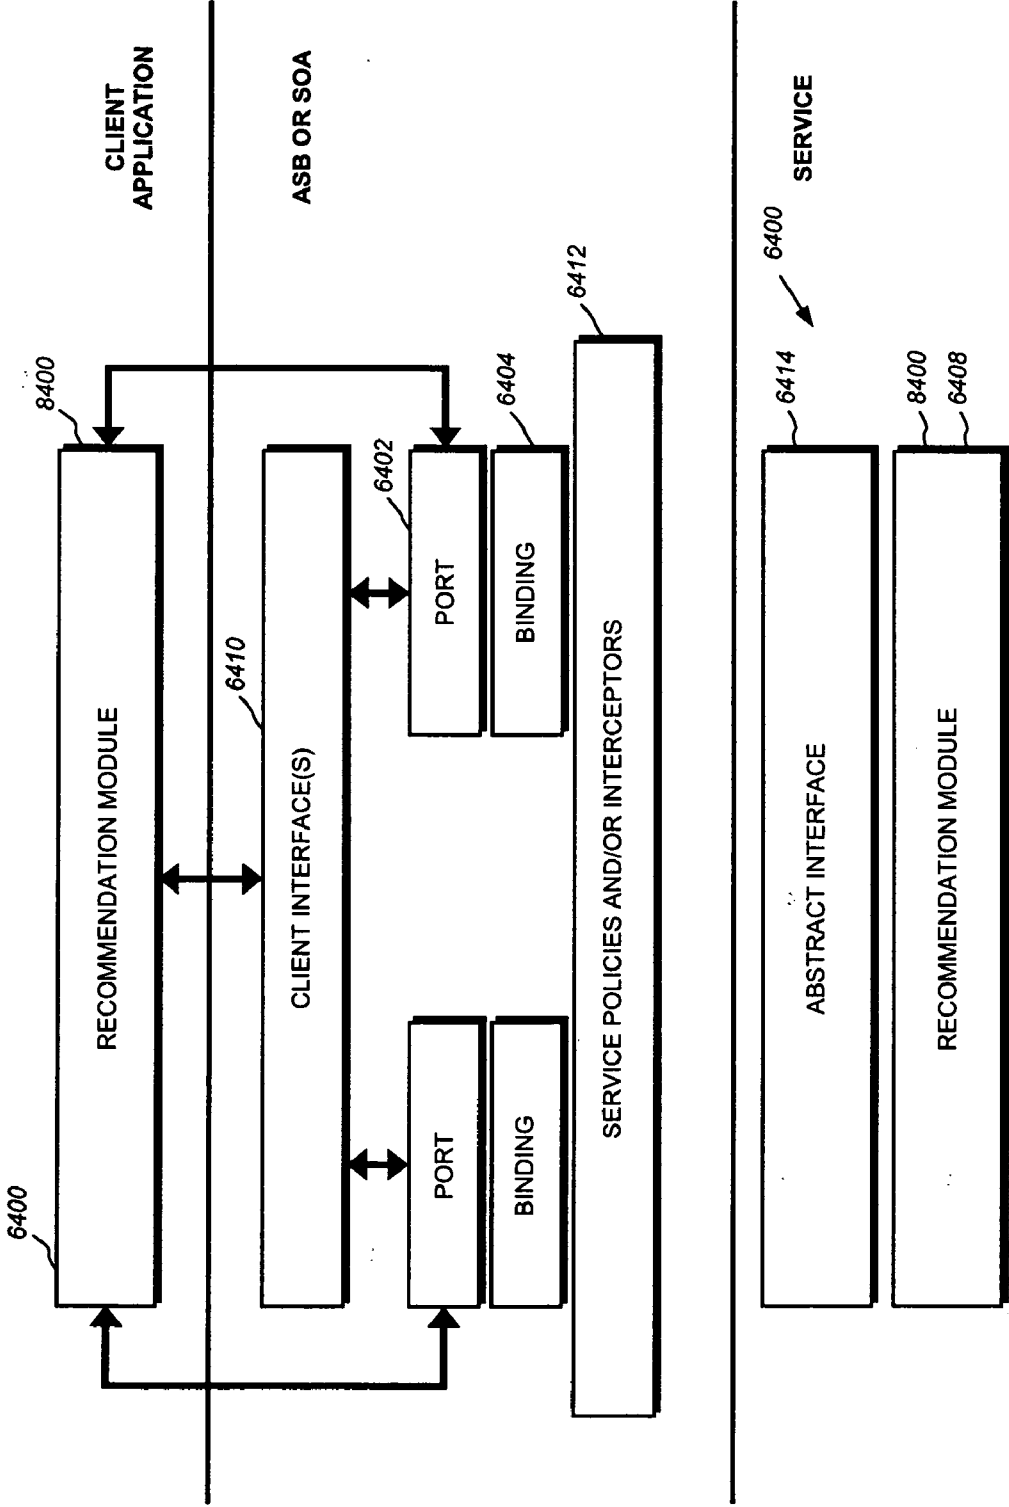 6400
RECOMMENDATION MODULE
8400
CLIENT
APPLICATION
CLIENT INTERFACE(S)
6410
ASB OR SOA
PORT
PORT
6402
BINDING
BINDING
6404
SERVICE POLICIES AND/OR INTERCEPTORS
6412
ABSTRACT INTERFACE
6414
6400
SERVICE
RECOMMENDATION MODULE
8400
6408